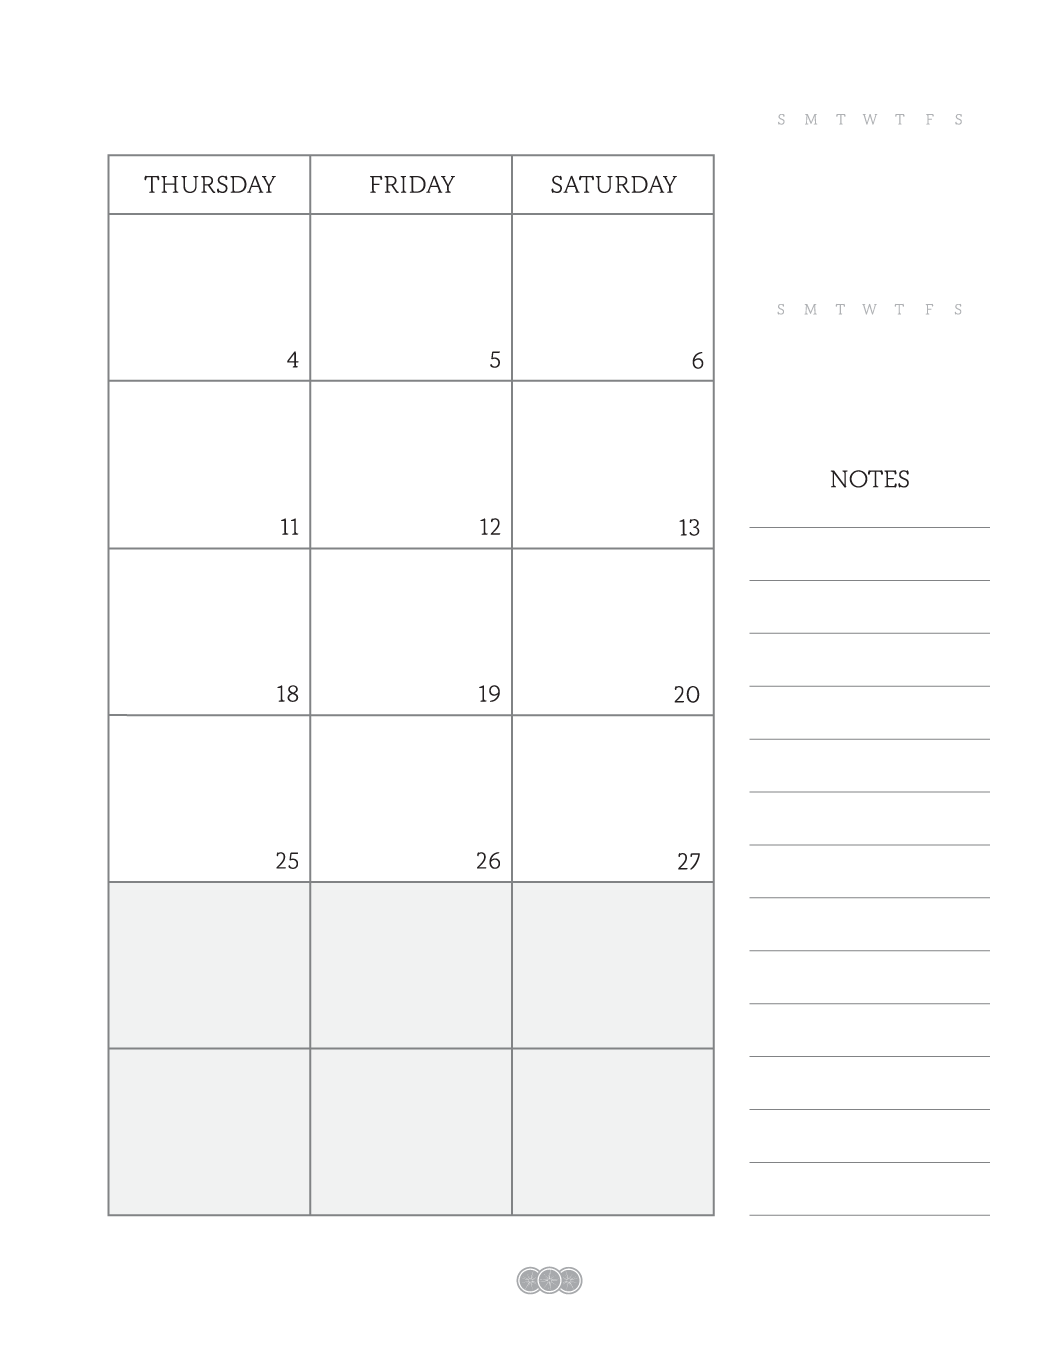 S M T W T F S
THURSDAY FRIDAY SATURDAY
4 5 6
S M T W T F S
11 12 13
18 19 20
25 26 27
NOTES